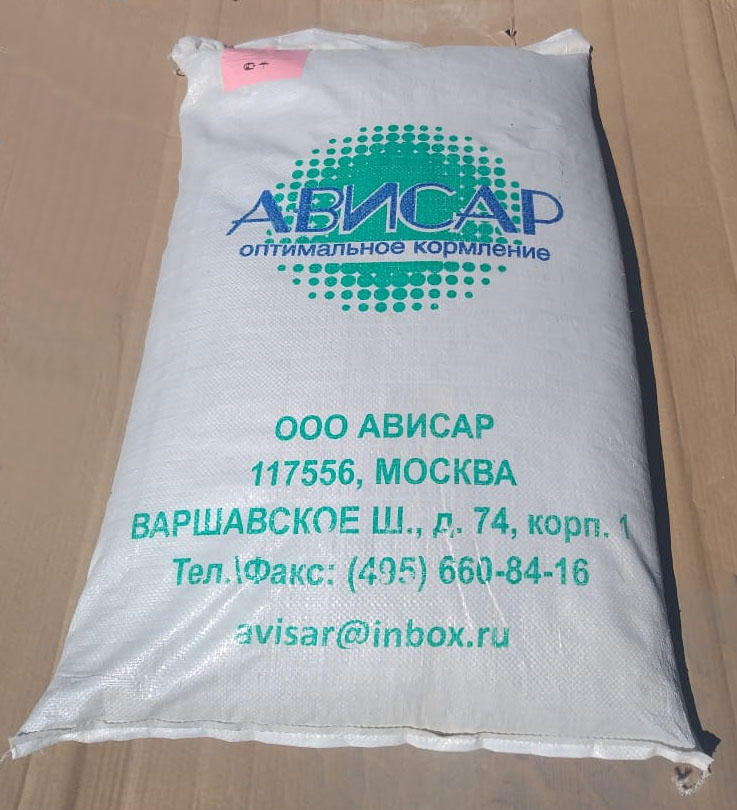 АВИСАР
оптимальное кормление
ООО АВИСАР
117556, МОСКВА
ВАРШАВСКОЕ Ш., д. 74, корп. 1
Тел.\Факс: (495) 660-84-16
avisar@inbox.ru